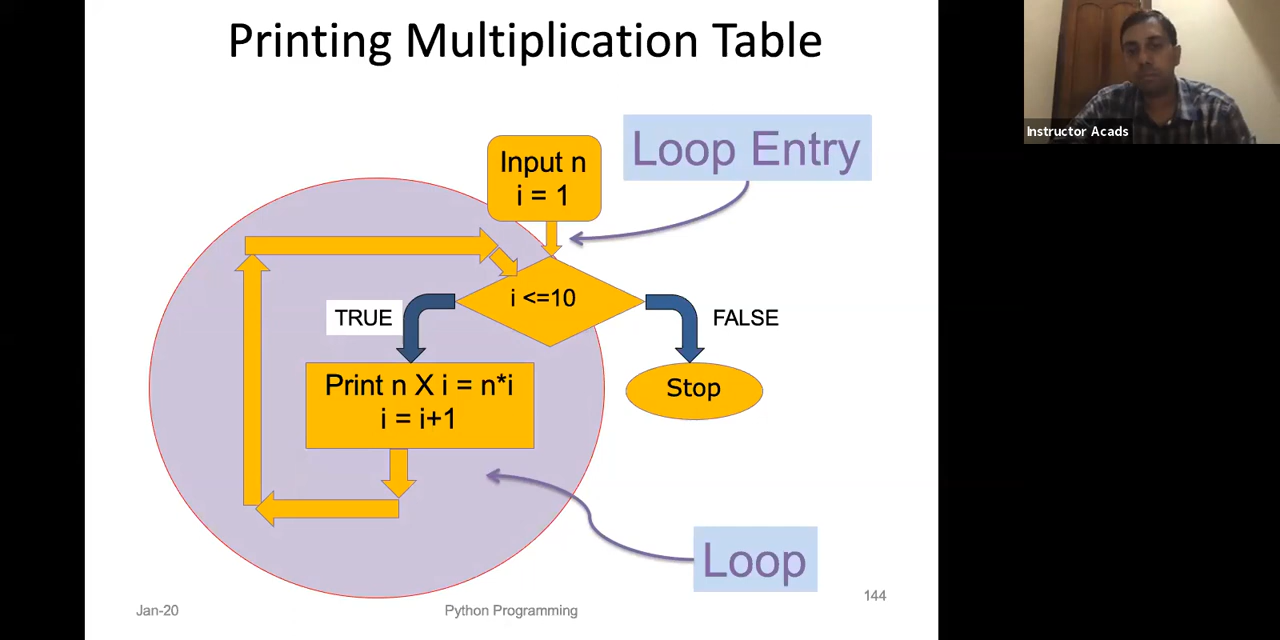 Printing Multiplication Table
Instructor Acads
Input n
i = 1
Loop Entry
i <=10
TRUE
FALSE
Print n X i = n*i
i = i+1
Stop
Loop
Jan-20
Python Programming
144